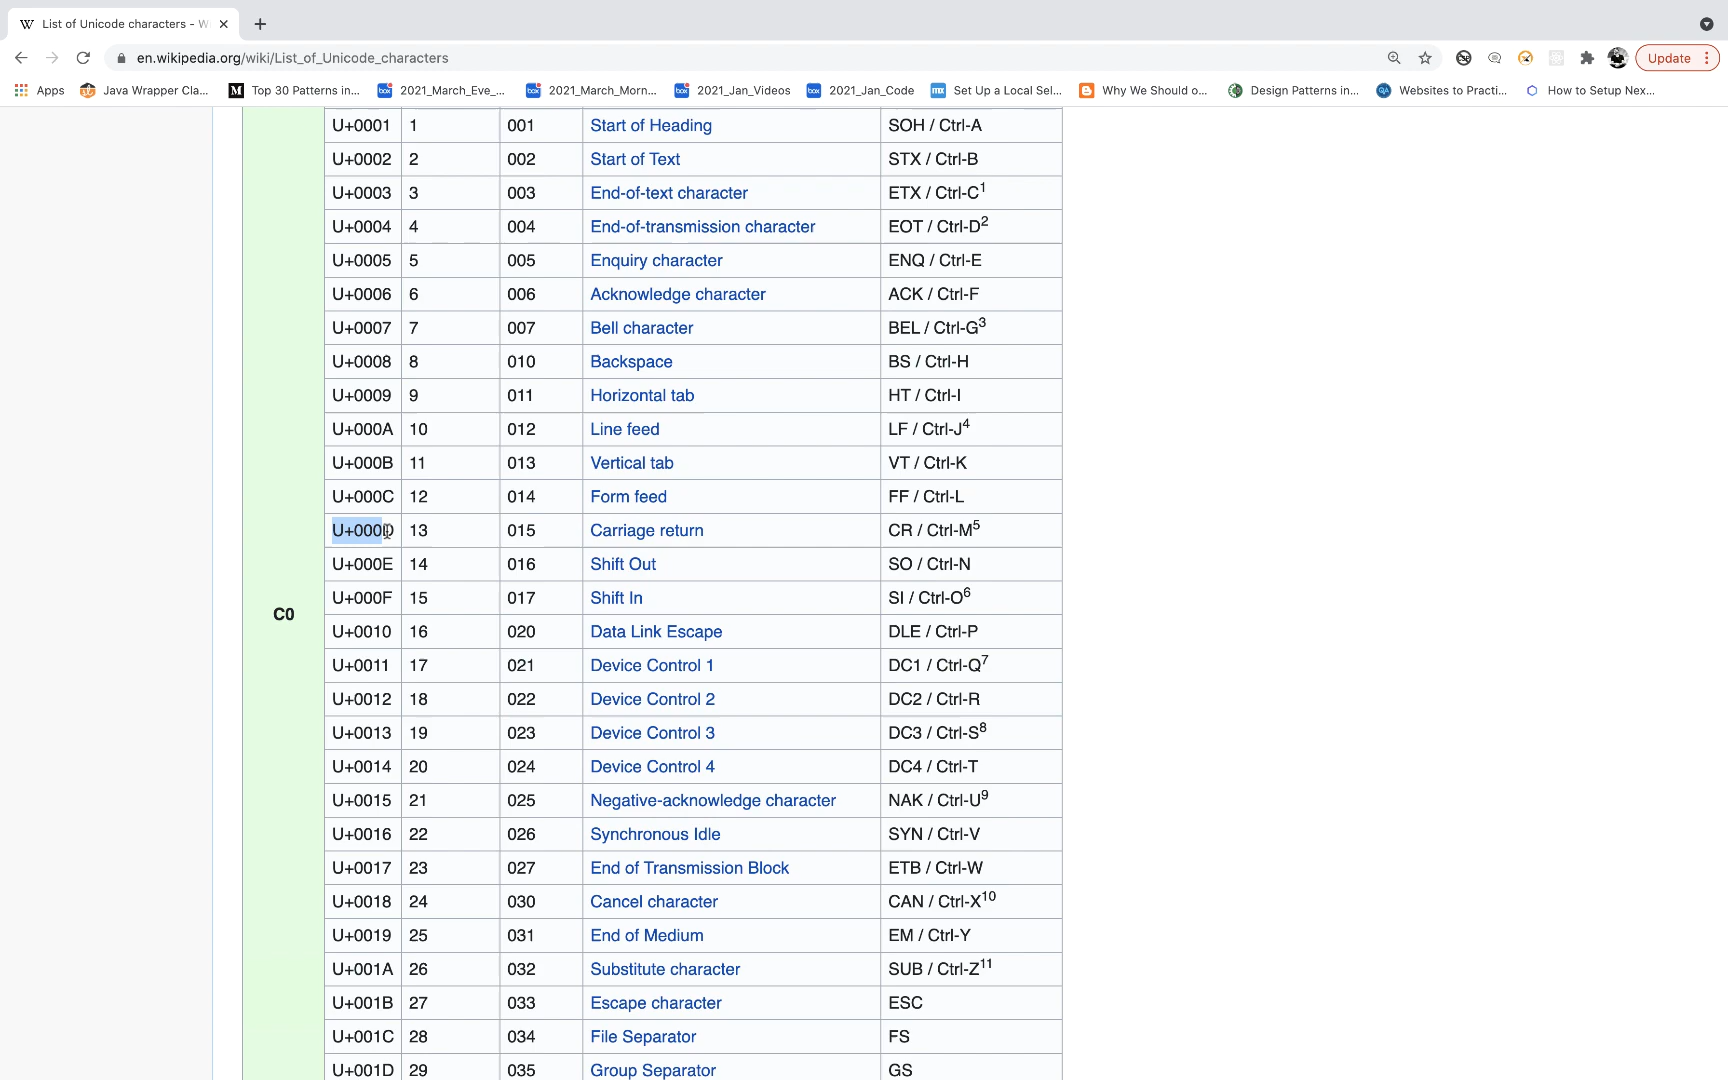 List of Unicode characters - W
en.wikipedia.org/wiki/List_of_Unicode_characters
Update
Apps Java Wrapper Cla... Top 30 Patterns in... 2021_March_Eve_... 2021_March_Morn... 2021_Jan_Videos 2021_Jan_Code Set Up a Local Sel... Why We Should o... Design Patterns in... Websites to Practi... How to Setup Nex...
U+0001 1 001 Start of Heading SOH / Ctrl-A
U+0002 2 002 Start of Text STX / Ctrl-B
U+0003 3 003 End-of-text character ETX / Ctrl-C1
U+0004 4 004 End-of-transmission character EOT / Ctrl-D2
U+0005 5 005 Enquiry character ENQ / Ctrl-E
U+0006 6 006 Acknowledge character ACK / Ctrl-F
U+0007 7 007 Bell character BEL / Ctrl-G3
U+0008 8 010 Backspace BS / Ctrl-H
U+0009 9 011 Horizontal tab HT / Ctrl-I
U+000A 10 012 Line feed LF / Ctrl-J4
U+000B 11 013 Vertical tab VT / Ctrl-K
U+000C 12 014 Form feed FF / Ctrl-L
U+000D 13 015 Carriage return CR / Ctrl-M5
U+000E 14 016 Shift Out SO / Ctrl-N
U+000F 15 017 Shift In SI / Ctrl-O6
C0
U+0010 16 020 Data Link Escape DLE / Ctrl-P
U+0011 17 021 Device Control 1 DC1 / Ctrl-Q7
U+0012 18 022 Device Control 2 DC2 / Ctrl-R
U+0013 19 023 Device Control 3 DC3 / Ctrl-S8
U+0014 20 024 Device Control 4 DC4 / Ctrl-T
U+0015 21 025 Negative-acknowledge character NAK / Ctrl-U9
U+0016 22 026 Synchronous Idle SYN / Ctrl-V
U+0017 23 027 End of Transmission Block ETB / Ctrl-W
U+0018 24 030 Cancel character CAN / Ctrl-X10
U+0019 25 031 End of Medium EM / Ctrl-Y
U+001A 26 032 Substitute character SUB / Ctrl-Z11
U+001B 27 033 Escape character ESC
U+001C 28 034 File Separator FS
U+001D 29 035 Group Separator GS